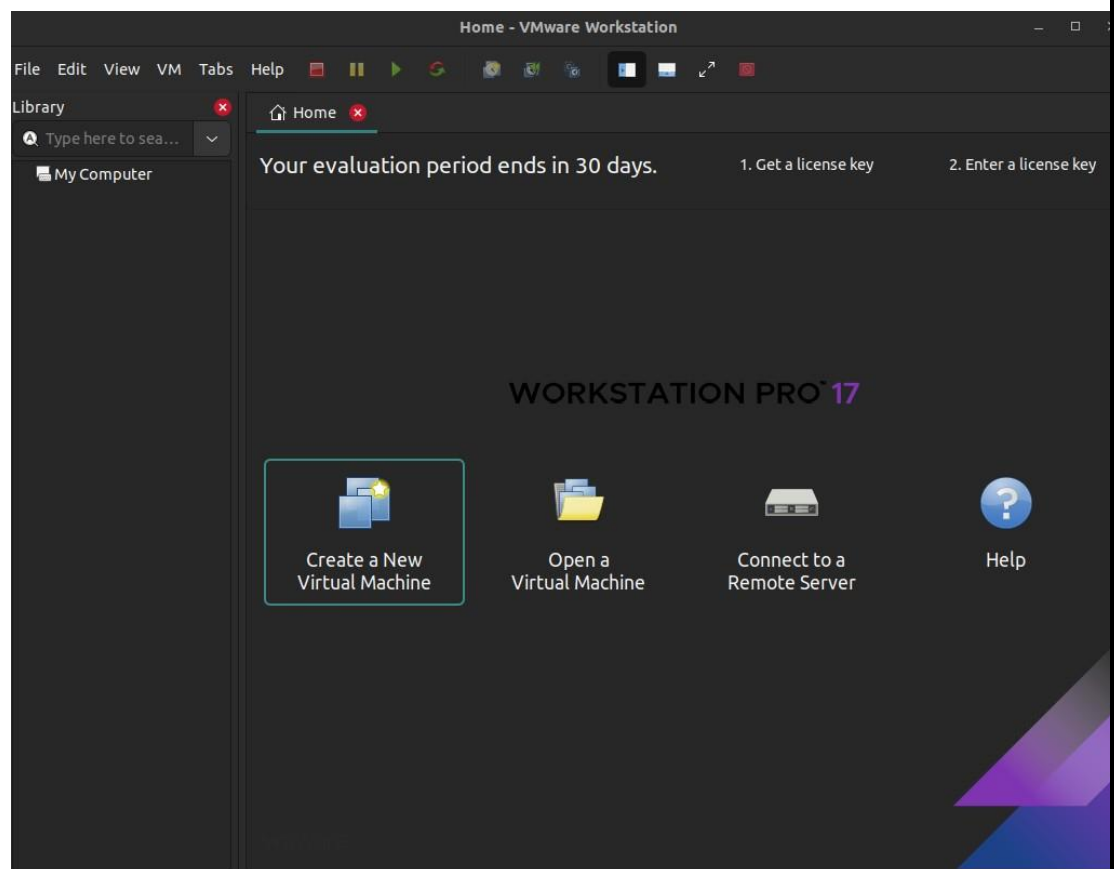 Home - VMware Workstation
File Edit View VM Tabs Help
Library
Home
Type here to sea...
My Computer
Your evaluation period ends in 30 days.
1. Get a license key
2. Enter a license key
WORKSTATION PRO™ 17
Create a New
Virtual Machine
Open a
Virtual Machine
Connect to a
Remote Server
Help